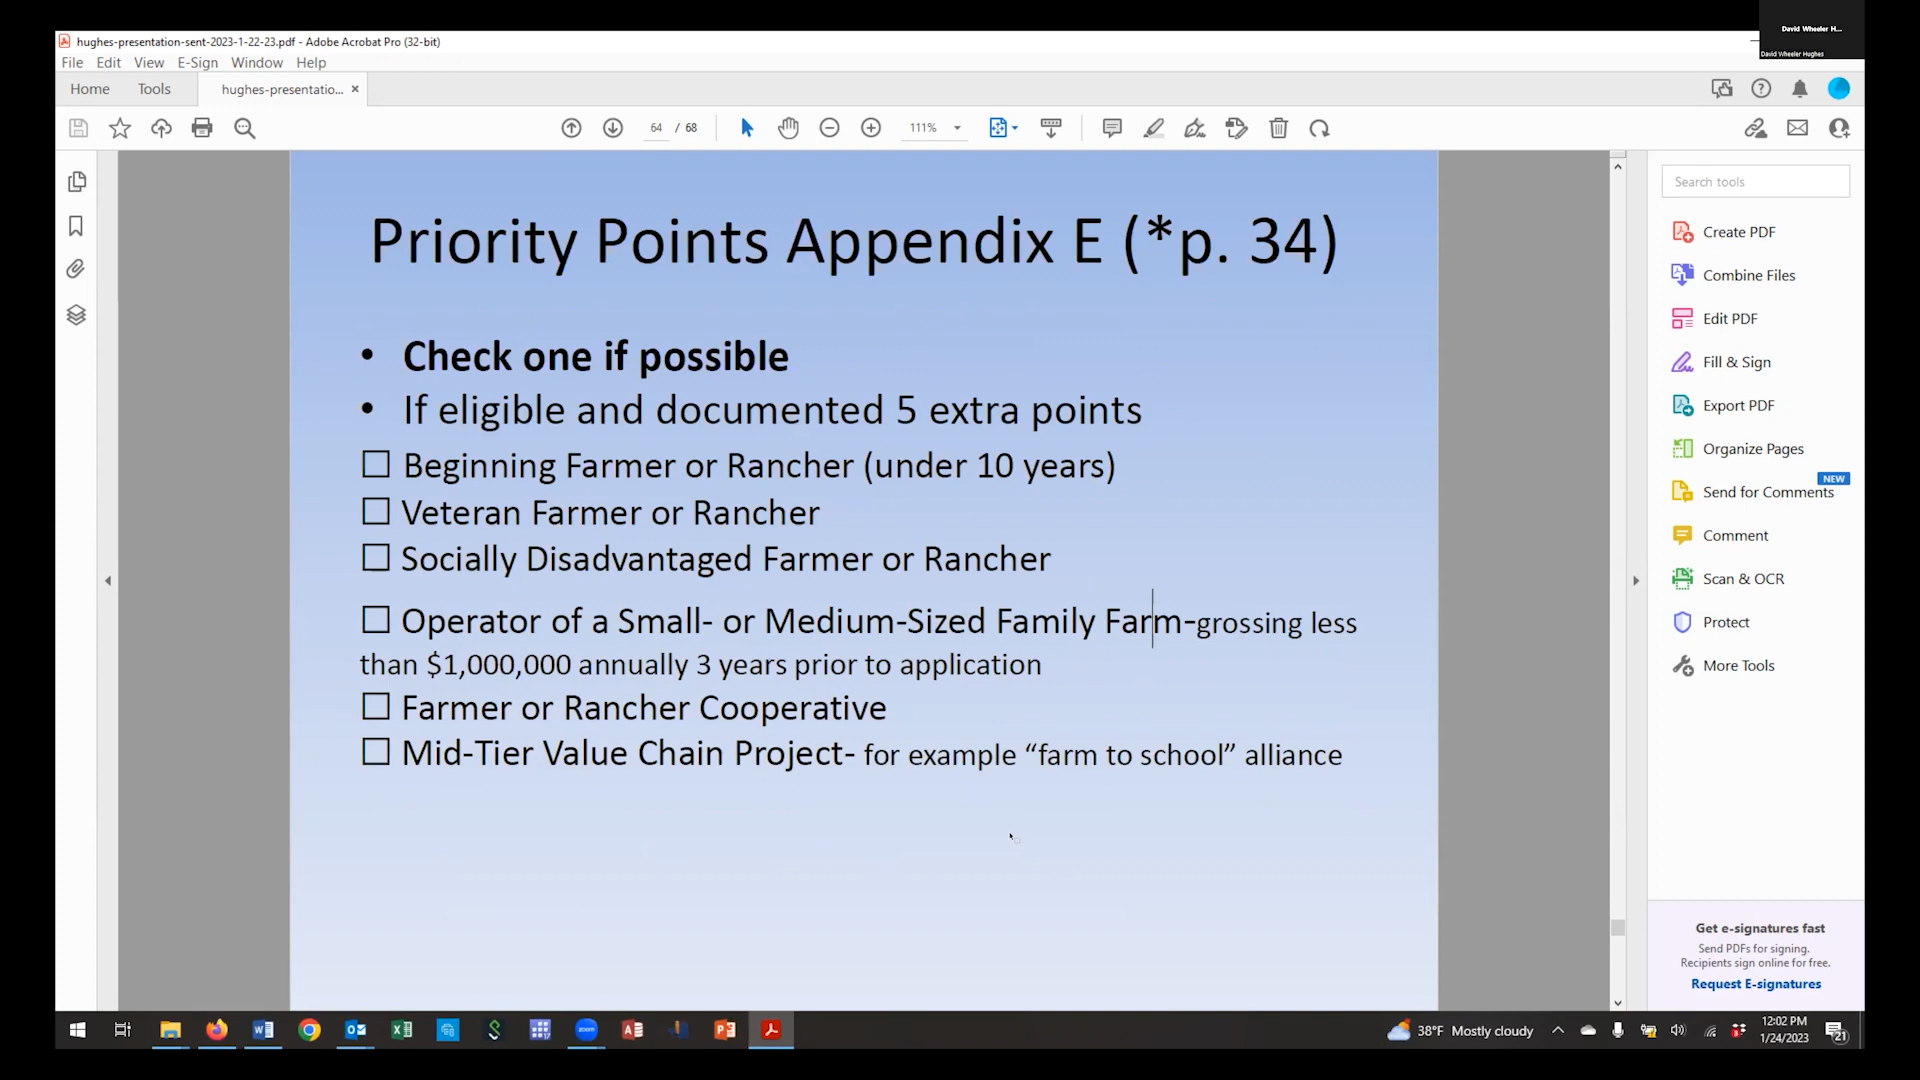 David Wheeler H...
David Wheeler Hughes
hughes-presentation-sent-2023-1-22-23.pdf - Adobe Acrobat Pro (32-bit)
File Edit View E-Sign Window Help
Home Tools hughes-presentatio... ×
64 / 68 111%
Search tools
Priority Points Appendix E (*p. 34)
• Check one if possible
• If eligible and documented 5 extra points
☐ Beginning Farmer or Rancher (under 10 years)
☐ Veteran Farmer or Rancher
☐ Socially Disadvantaged Farmer or Rancher
☐ Operator of a Small- or Medium-Sized Family Farm-grossing less
than $1,000,000 annually 3 years prior to application
☐ Farmer or Rancher Cooperative
☐ Mid-Tier Value Chain Project- for example “farm to school” alliance
Create PDF
Combine Files
Edit PDF
Fill & Sign
Export PDF
Organize Pages
NEW
Send for Comments
Comment
Scan & OCR
Protect
More Tools
Get e-signatures fast
Send PDFs for signing.
Recipients sign online for free.
Request E-signatures
38°F Mostly cloudy
12:02 PM
1/24/2023
21